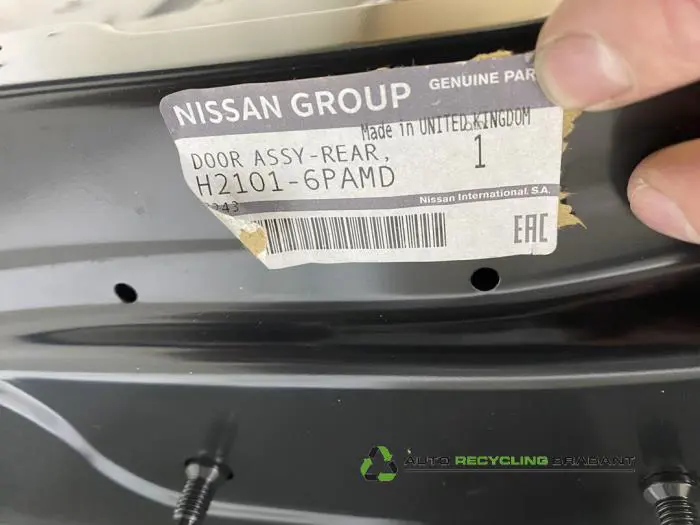 NISSAN GROUP GENUINE PAR
Made in UNITED KINGDOM
DOOR ASSY-REAR, 1
H2101-6PAMD
Nissan International. S.A.
EAC
AUTO RECYCLING BRABANT